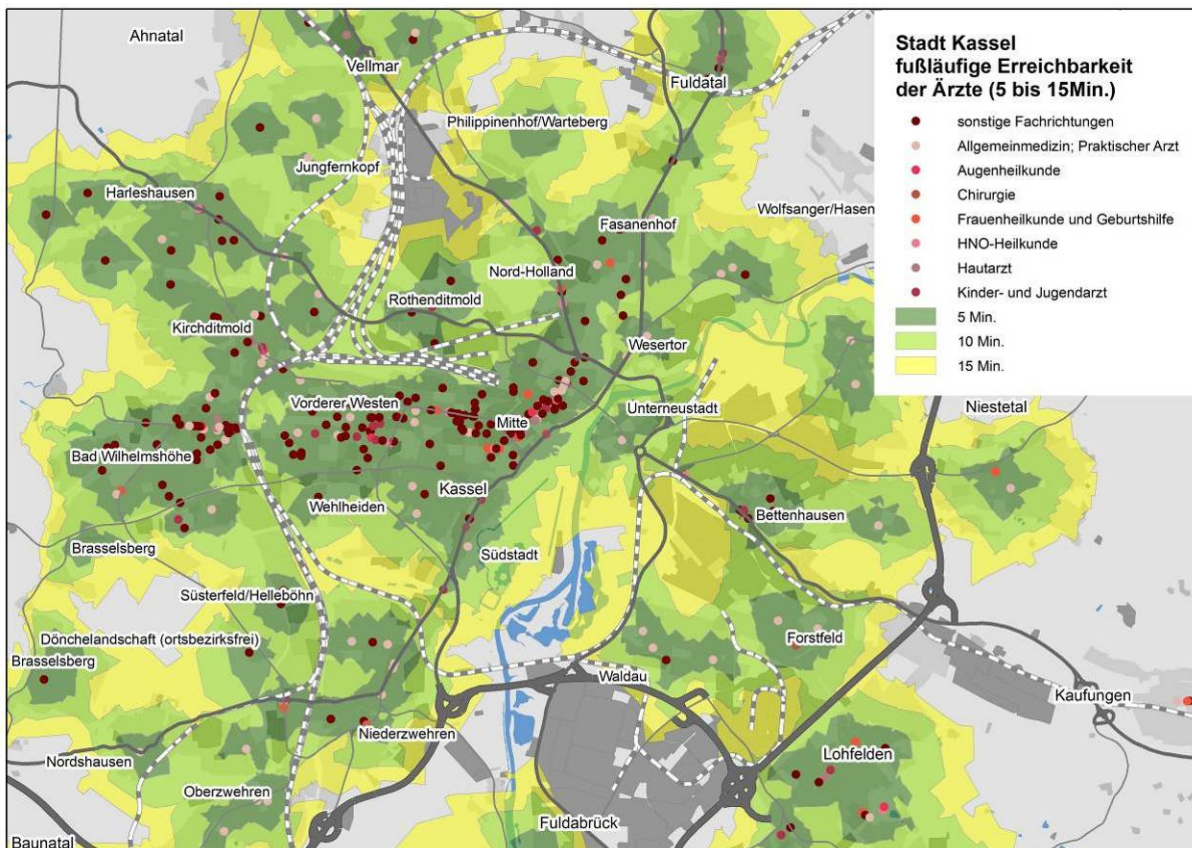 Stadt Kassel
fußläufige Erreichbarkeit
der Ärzte (5 bis 15Min.)
sonstige Fachrichtungen
Allgemeinmedizin; Praktischer Arzt
Augenheilkunde
Chirurgie
Frauenheilkunde und Geburtshilfe
HNO-Heilkunde
Hautarzt
Kinder- und Jugendarzt
5 Min.
10 Min.
15 Min.
Ahnatal
Vellmar
Fuldatal
Philippinenhof/Warteberg
Jungfernkopf
Harleshausen
Wolfsanger/Hasen
Fasanenhof
Nord-Holland
Rothenditmold
Kirchditmold
Wesertor
Vorderer Westen
Mitte
Unterneustadt
Niestetal
Bad Wilhelmshöhe
Kassel
Wehlheiden
Bettenhausen
Brasselsberg
Südstadt
Süsterfeld/Helleböhn
Dönchelandschaft (ortsbezirksfrei)
Forstfeld
Brasselsberg
Waldau
Kaufungen
Niederzwehren
Lohfelden
Nordshausen
Oberzwehren
Fuldabrück
Baunatal